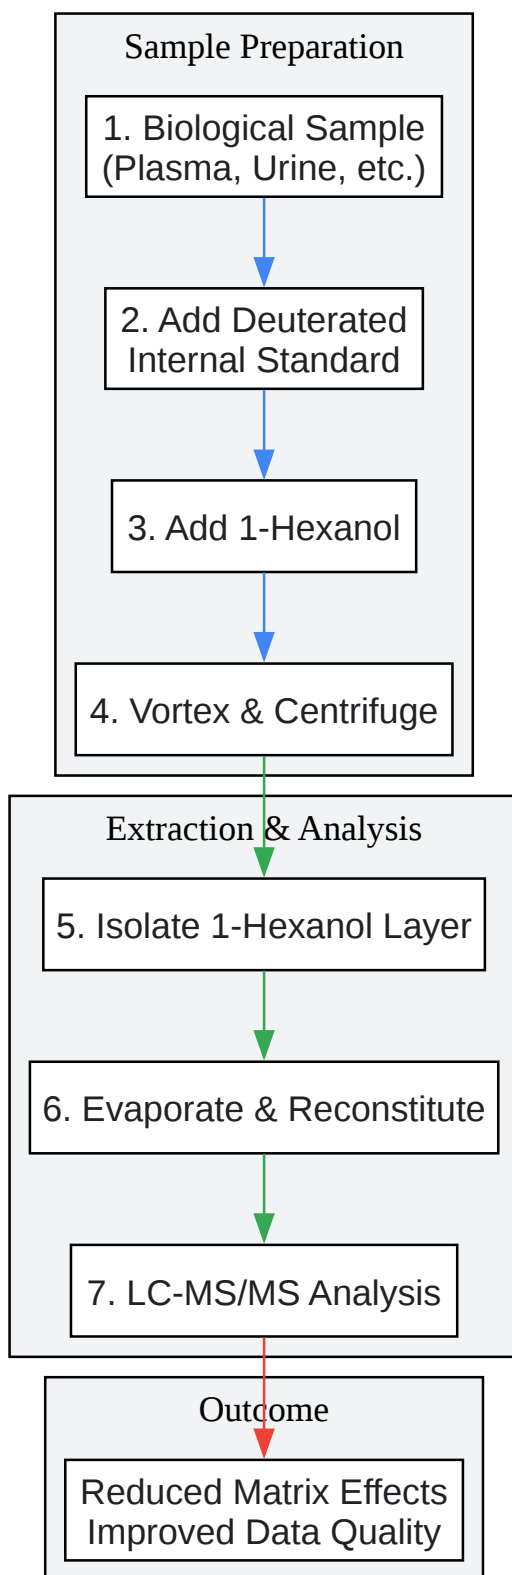 Sample Preparation
1. Biological Sample
(Plasma, Urine, etc.)
2. Add Deuterated
Internal Standard
3. Add 1-Hexanol
4. Vortex & Centrifuge
Extraction & Analysis
5. Isolate 1-Hexanol Layer
6. Evaporate & Reconstitute
7. LC-MS/MS Analysis
Outcome
Reduced Matrix Effects
Improved Data Quality